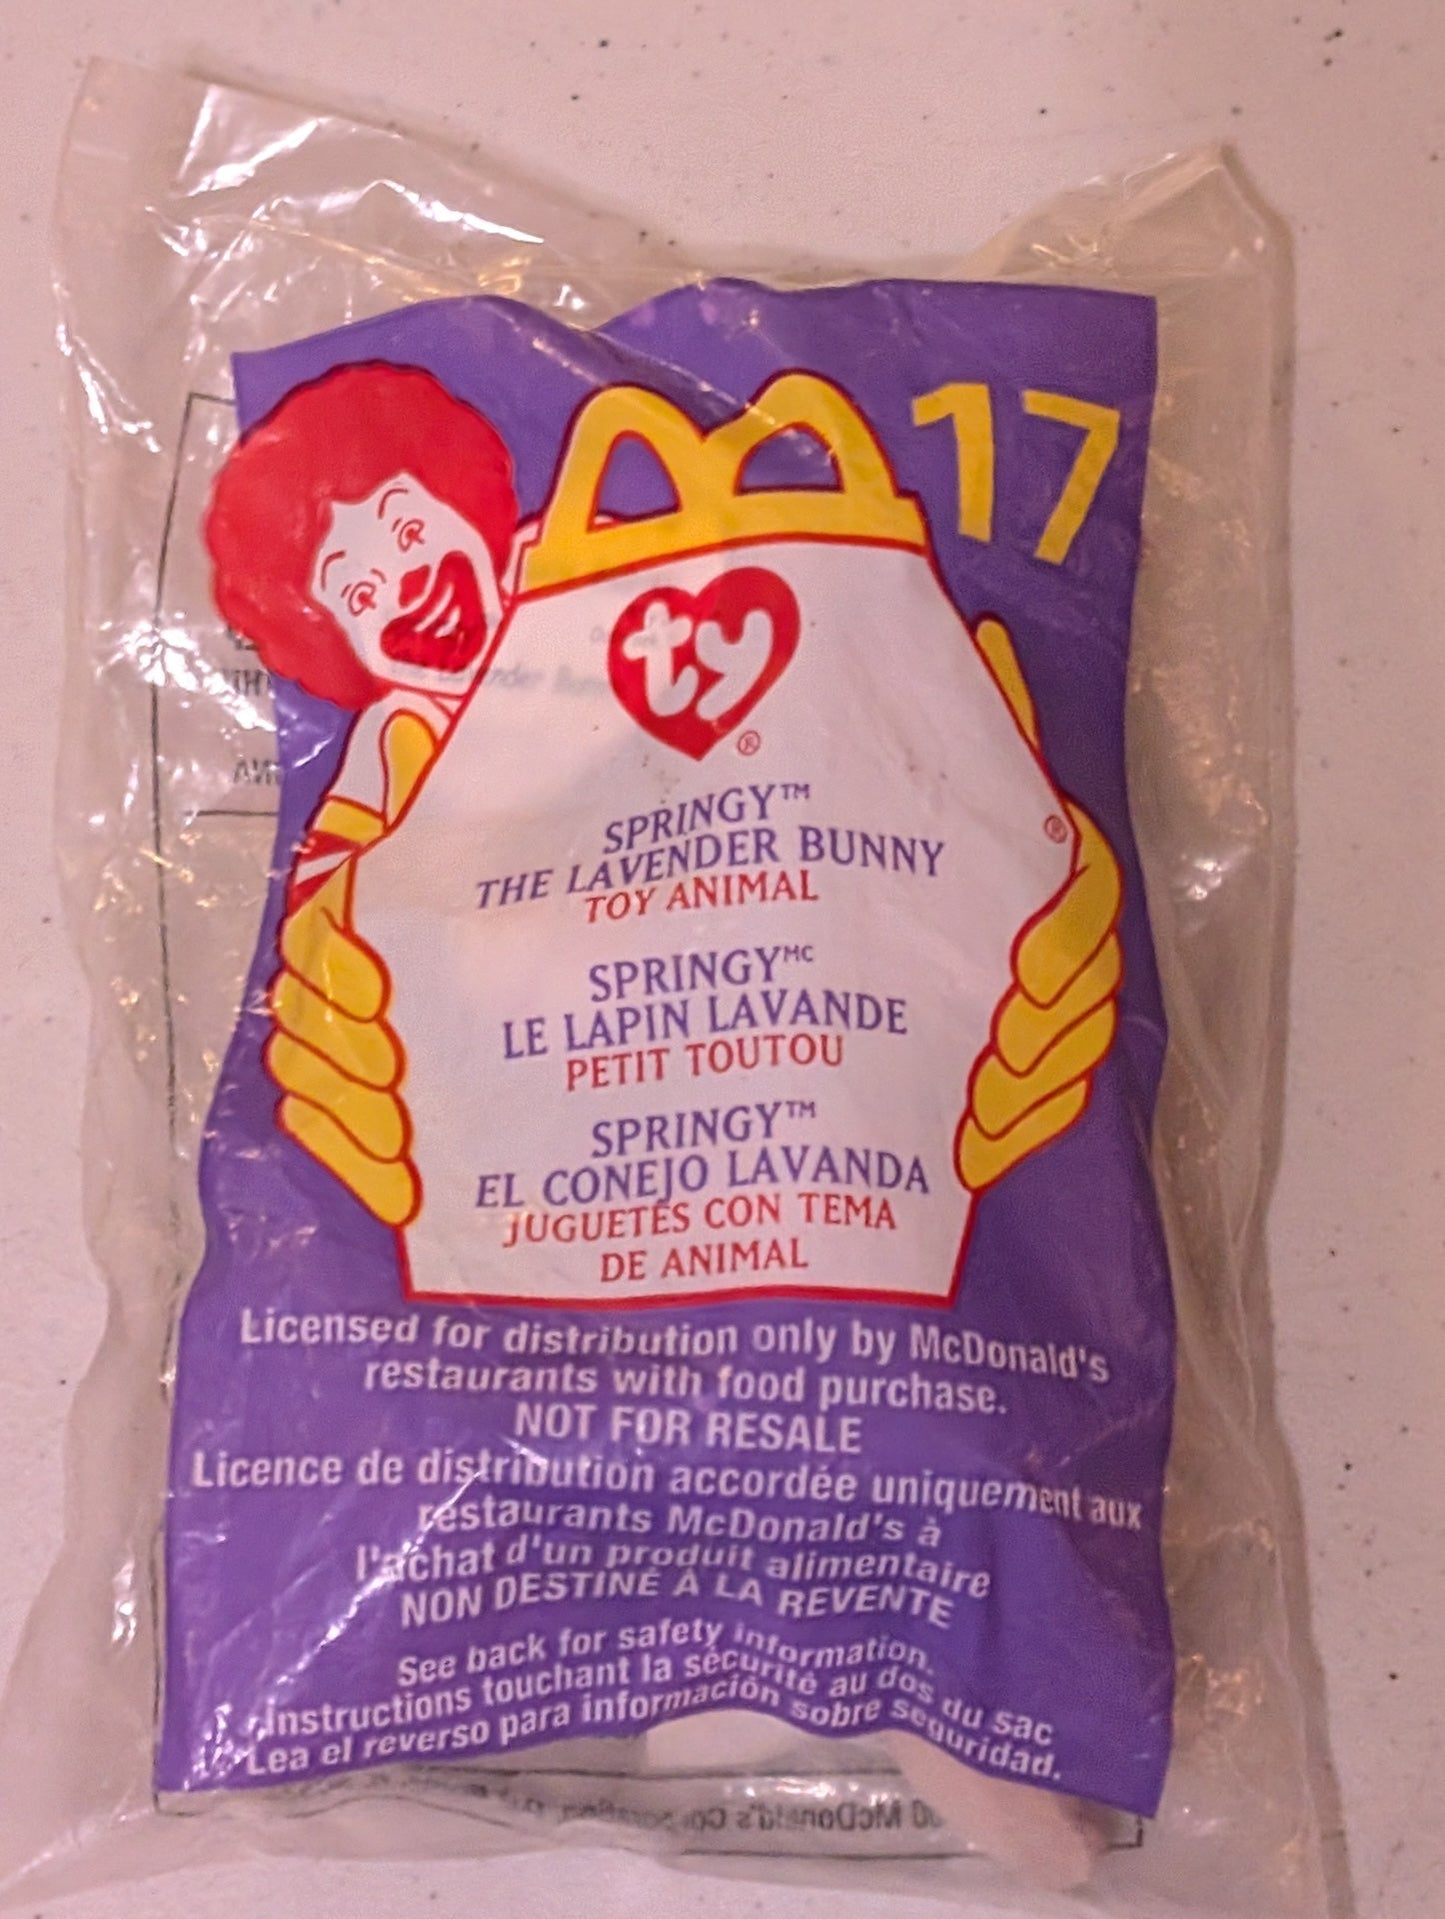 17
ty®
SPRINGY™
THE LAVENDER BUNNY
TOY ANIMAL
®
SPRINGYMC
LE LAPIN LAVANDE
PETIT TOUTOU
SPRINGY™
EL CONEJO LAVANDA
JUGUETES CON TEMA
DE ANIMAL
Licensed for distribution only by McDonald's
restaurants with food purchase.
NOT FOR RESALE
Licence de distribution accordée uniquement aux
restaurants McDonald's à
l'achat d'un produit alimentaire
NON DESTINÉ À LA REVENTE
See back for safety information.
Instructions touchant la sécurité au dos du sac
Lea el reverso para información sobre seguridad.
McDonald's Corporation